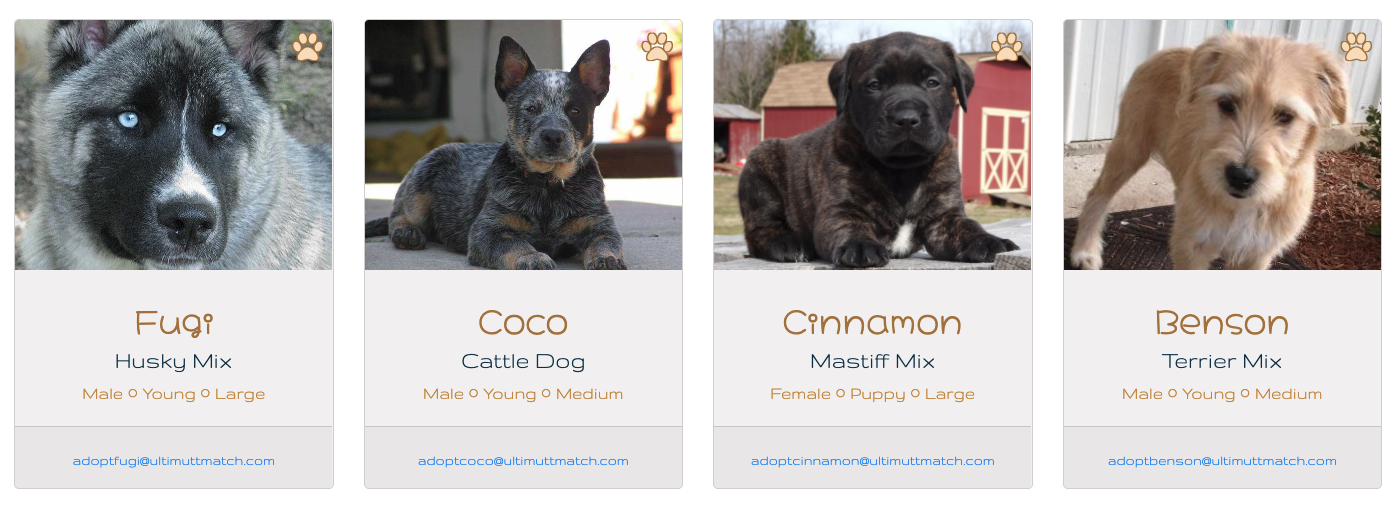 Fugi
Husky Mix
Male o Young o Large
adoptfugi@ultimuttmatch.com
Coco
Cattle Dog
Male o Young o Medium
adoptcoco@ultimuttmatch.com
Cinnamon
Mastiff Mix
Female o Puppy o Large
adoptcinnamon@ultimuttmatch.com
Benson
Terrier Mix
Male o Young o Medium
adoptbenson@ultimuttmatch.com